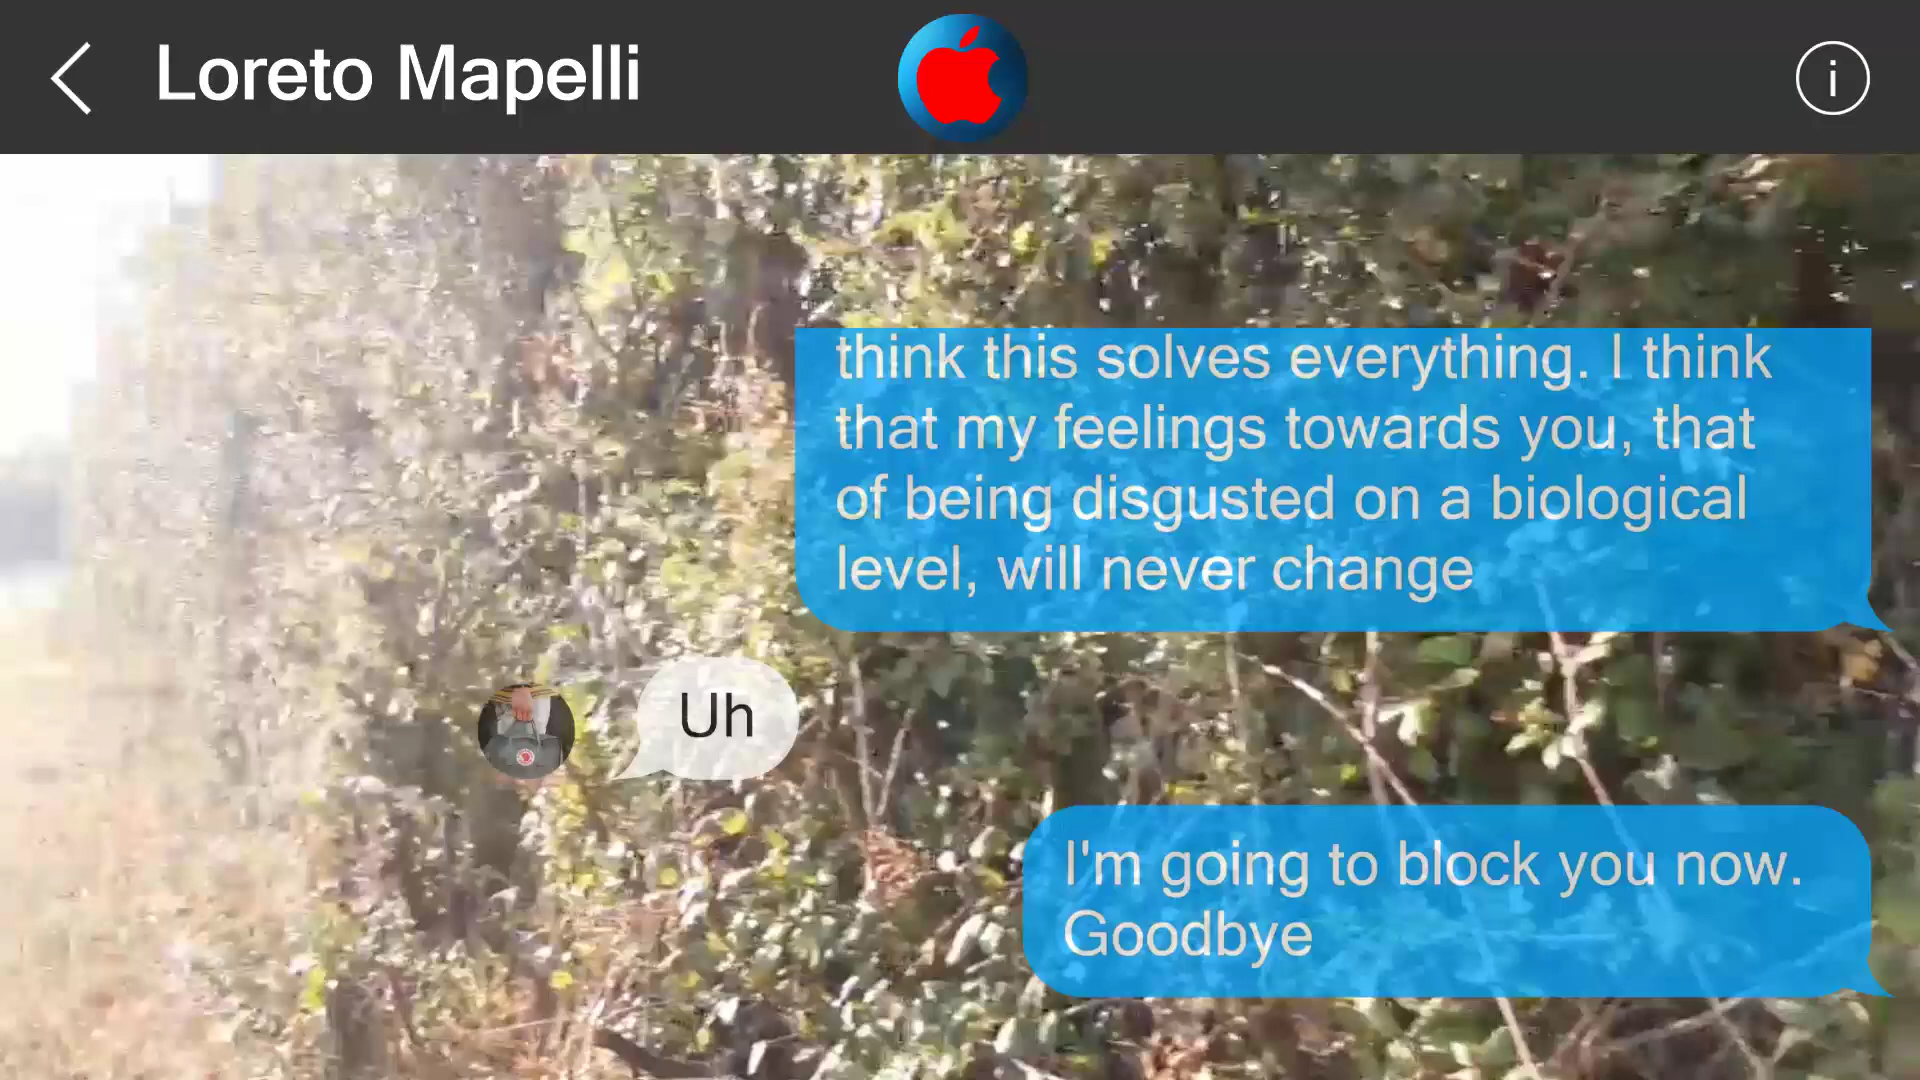 Loreto Mapelli
think this solves everything. I think
that my feelings towards you, that
of being disgusted on a biological
level, will never change
Uh
I'm going to block you now.
Goodbye